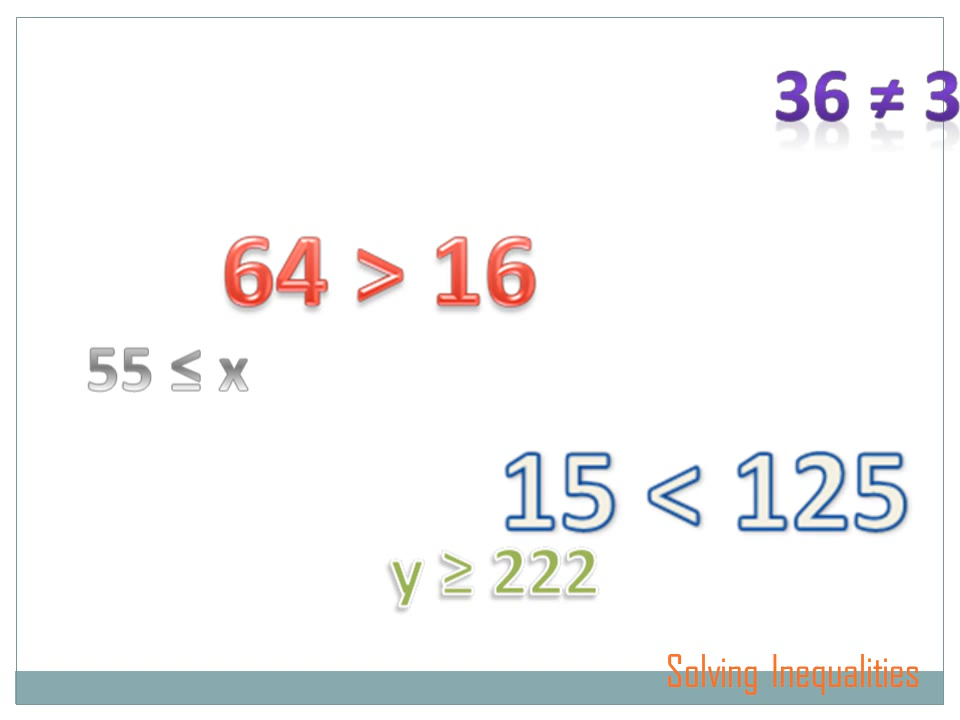 36 ≠ 3
64 > 16
55 ≤ x
15 < 125
y ≥ 222
Solving Inequalities